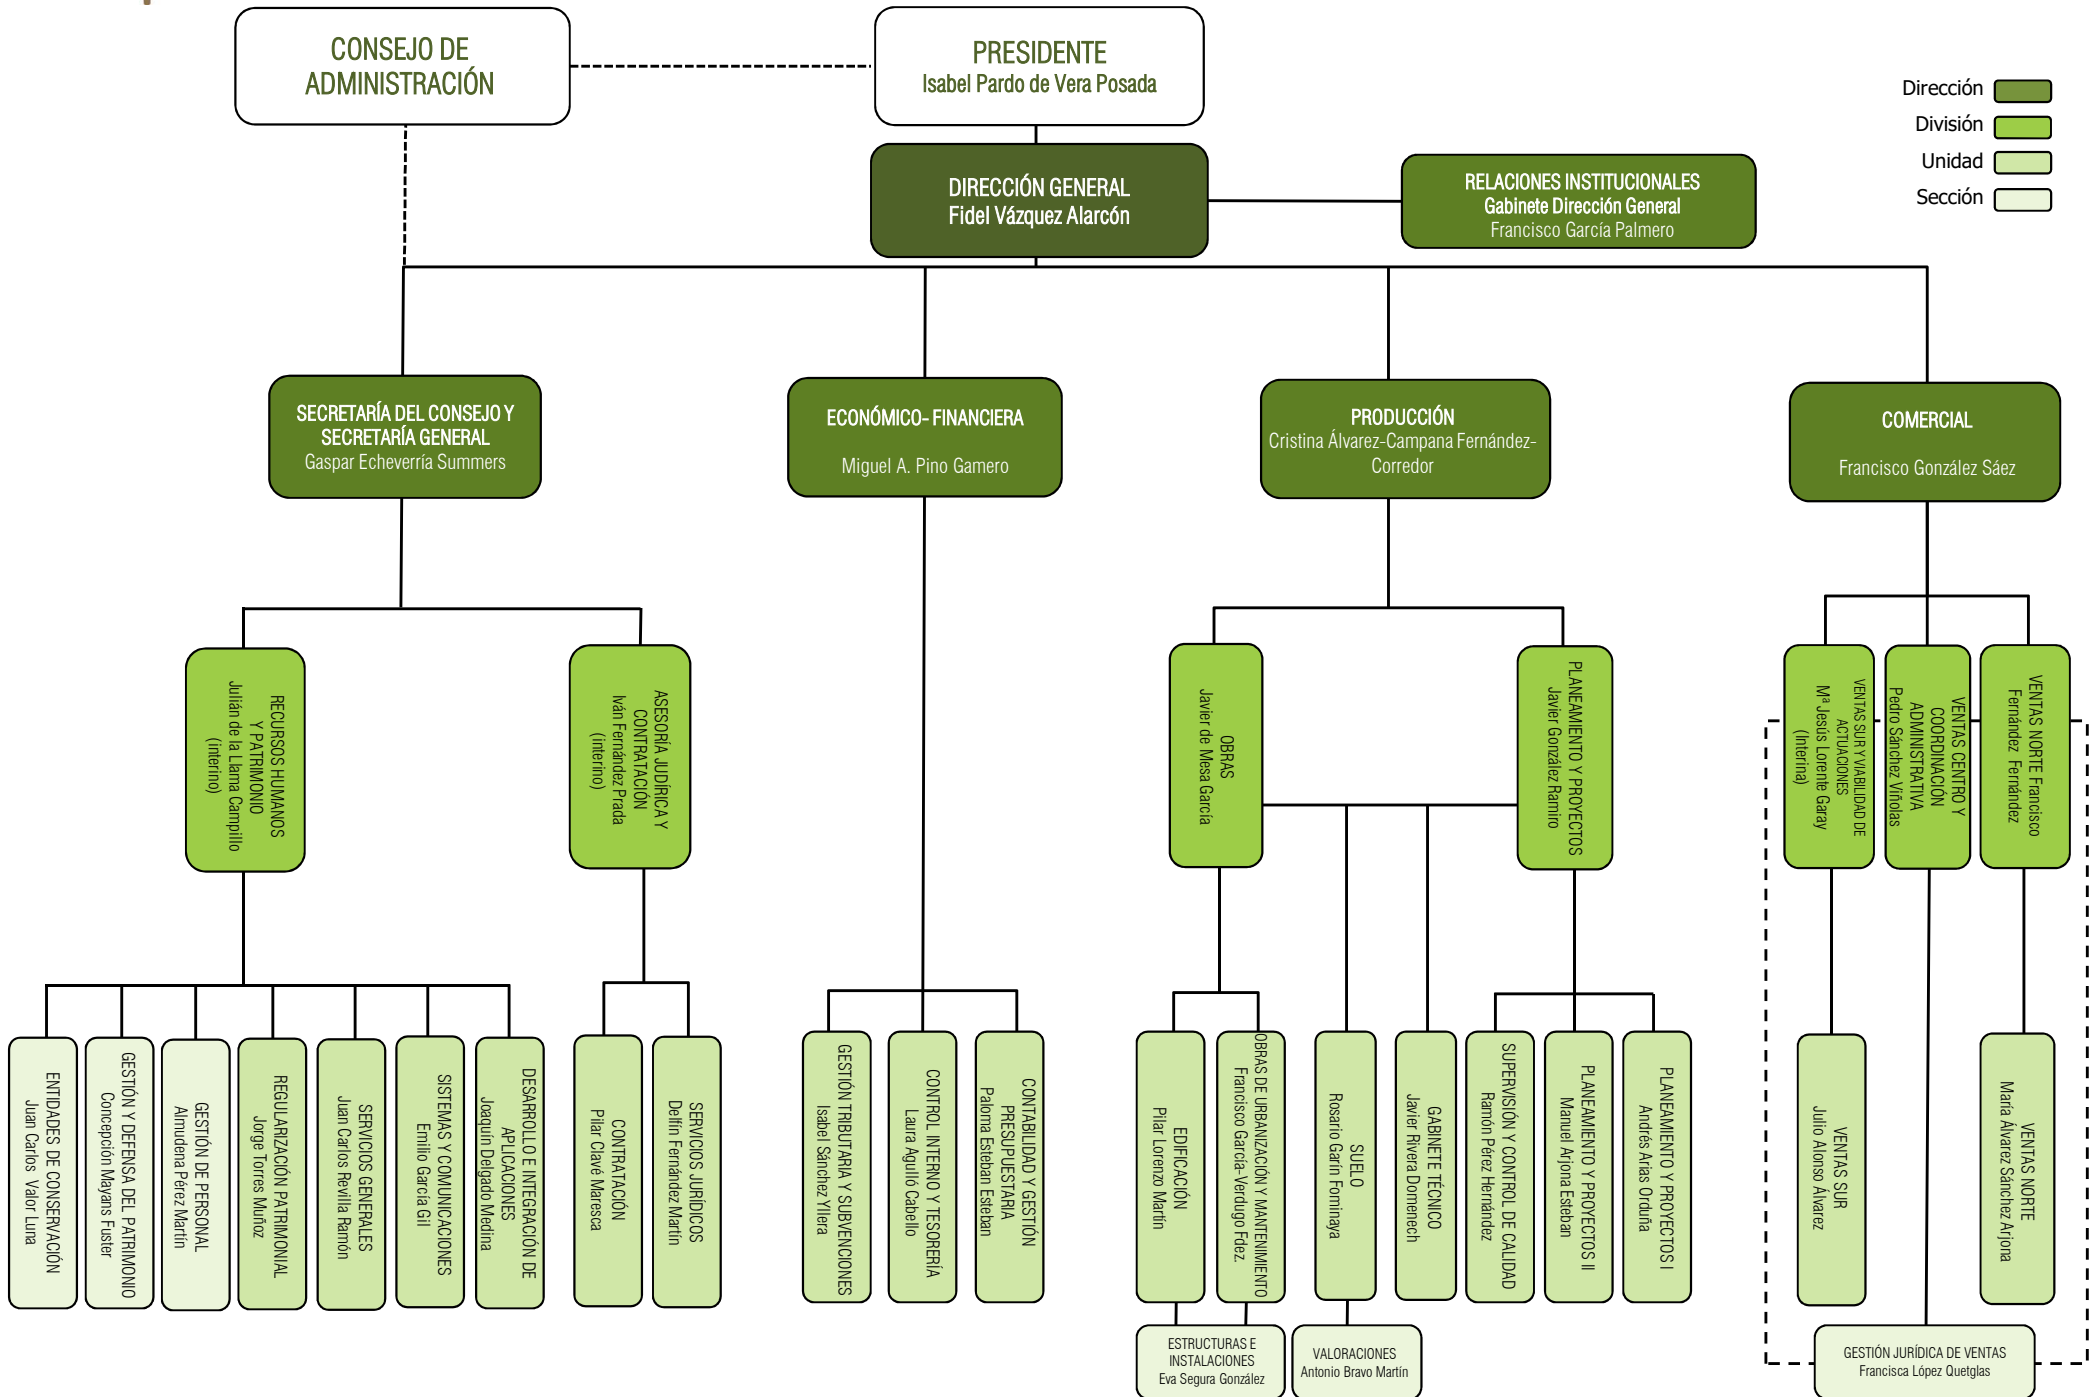 CONSEJO DE
ADMINISTRACIÓN
PRESIDENTE
Isabel Pardo de Vera Posada
Dirección
División
Unidad
Sección
DIRECCIÓN GENERAL
Fidel Vázquez Alarcón
RELACIONES INSTITUCIONALES
Gabinete Dirección General
Francisco García Palmero
SECRETARÍA DEL CONSEJO Y
SECRETARÍA GENERAL
Gaspar Echeverría Summers
ECONÓMICO- FINANCIERA
Miguel A. Pino Gamero
PRODUCCIÓN
Cristina Álvarez-Campana Fernández-
Corredor
COMERCIAL
Francisco González Sáez
RECURSOS HUMANOS
Y PATRIMONIO
Julián de la Llama Campillo
(interino)
ASESORÍA JUDÍRICA Y
CONTRATACIÓN
Iván Fernández Prada
(interino)
OBRAS
Javier de Mesa García
PLANEAMIENTO Y PROYECTOS
Javier González Ramiro
VENTAS SUR Y VIABILIDAD DE
ACTUACIONES
Mª Jesús Lorente Garay
(Interina)
VENTAS CENTRO Y
COORDINACIÓN
ADMINISTRATIVA
Pedro Sánchez Viñolas
VENTAS NORTE Francisco
Fernández Fernández
ENTIDADES DE CONSERVACIÓN
Juan Carlos Valor Luna
GESTIÓN Y DEFENSA DEL PATRIMONIO
Concepción Mayans Fuster
GESTIÓN DE PERSONAL
Almudena Pérez Martín
REGULARIZACIÓN PATRIMONIAL
Jorge Torres Muñoz
SERVICIOS GENERALES
Juan Carlos Revilla Ramón
SISTEMAS Y COMUNICACIONES
Emilio García Gil
DESARROLLO E INTEGRACIÓN DE
APLICACIONES
Joaquín Delgado Medina
CONTRATACIÓN
Pilar Clavé Maresca
SERVICIOS JURÍDICOS
Delfín Fernández Martín
GESTIÓN TRIBUTARIA Y SUBVENCIONES
Isabel Sánchez Yllera
CONTROL INTERNO Y TESORERÍA
Laura Agulló Cabello
CONTABILIDAD Y GESTIÓN
PRESUPUESTARIA
Paloma Esteban Esteban
EDIFICACIÓN
Pilar Lorenzo Martín
OBRAS DE URBANIZACIÓN Y MANTENIMIENTO
Francisco García-Verdugo Fdez.
SUELO
Rosario Garín Fominaya
GABINETE TÉCNICO
Javier Rivera Domenech
SUPERVISIÓN Y CONTROL DE CALIDAD
Ramón Pérez Hernández
PLANEAMIENTO Y PROYECTOS II
Manuel Arjona Esteban
PLANEAMIENTO Y PROYECTOS I
Andrés Arias Orduña
VENTAS SUR
Julio Alonso Álvarez
VENTAS NORTE
María Álvarez Sánchez Arjona
ESTRUCTURAS E
INSTALACIONES
Eva Segura González
VALORACIONES
Antonio Bravo Martín
GESTIÓN JURÍDICA DE VENTAS
Francisca López Quetglas